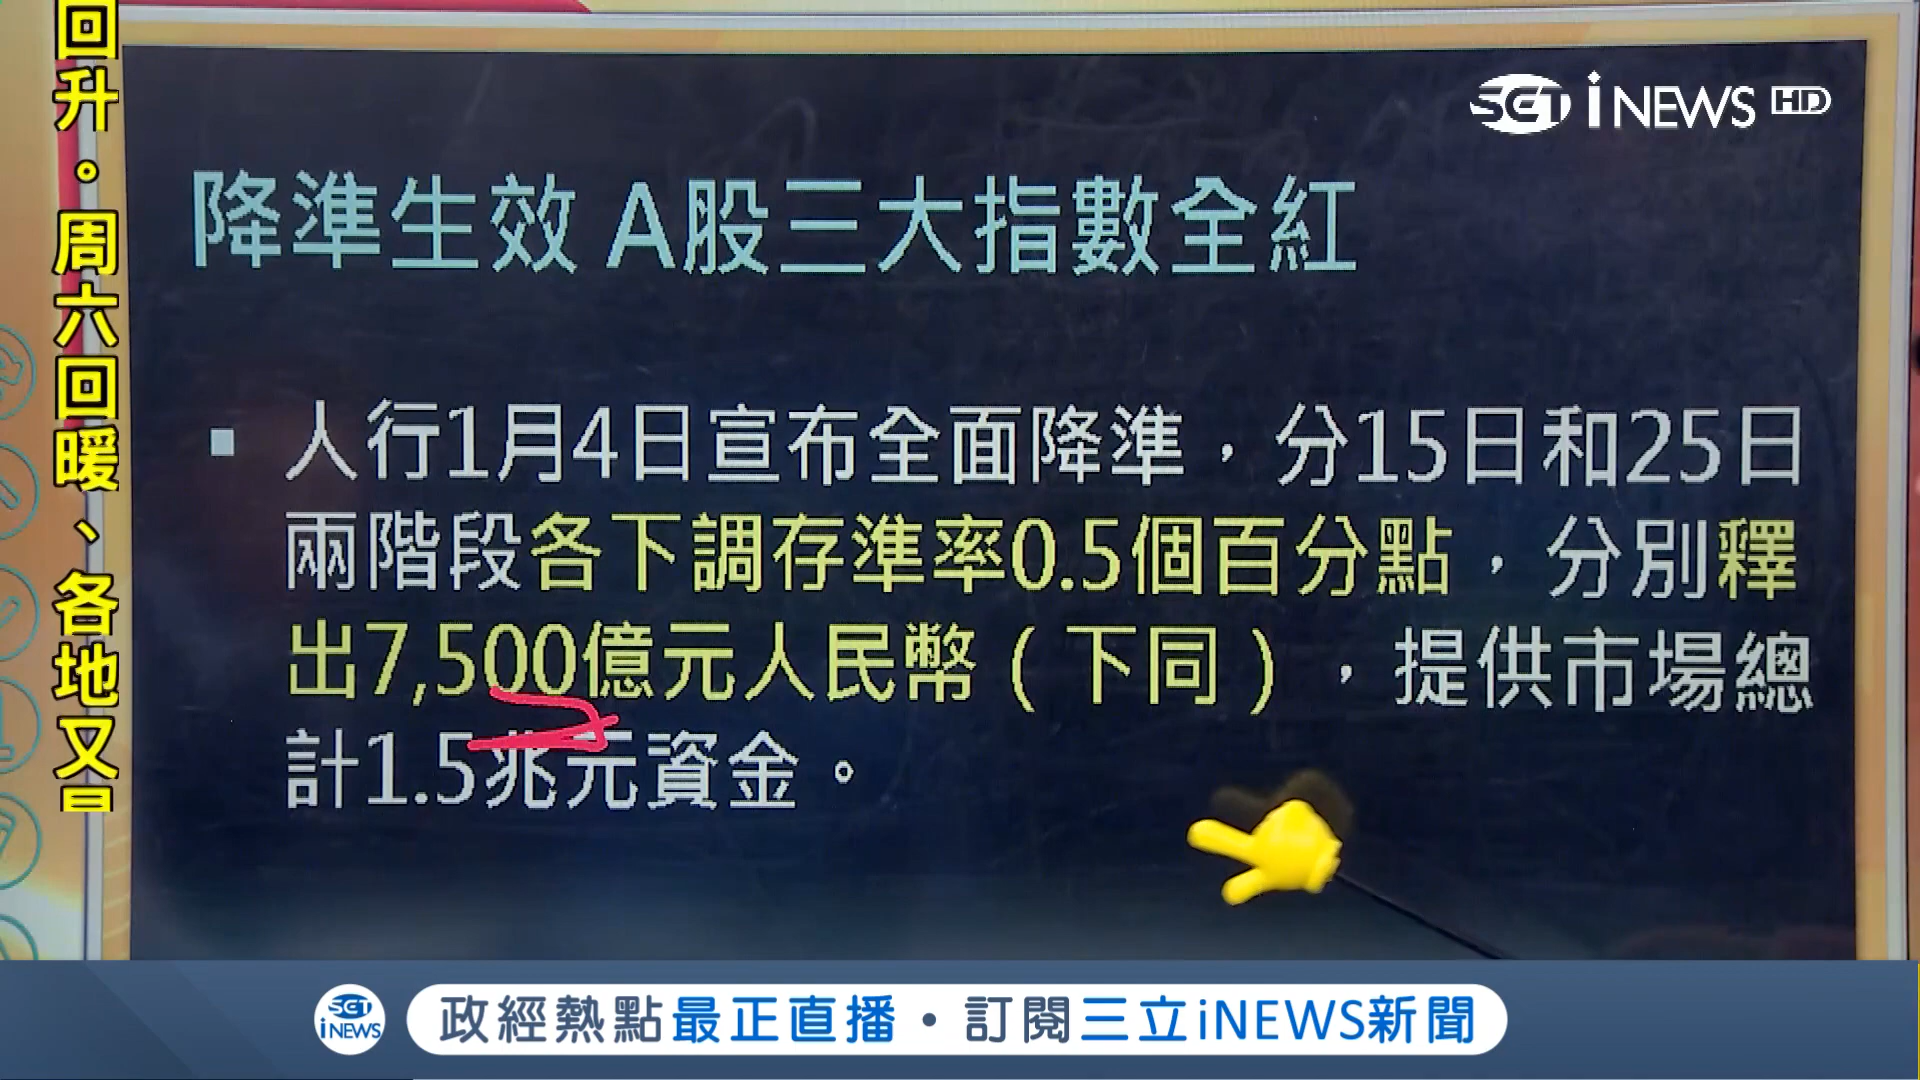 回升。周六回暖、各地又
SET iNEWS HD
降準生效 A股三大指數全紅
▪ 人行1月4日宣布全面降準，分15日和25日
兩階段各下調存準率0.5個百分點，分別釋
出7,500億元人民幣（下同），提供市場總
計1.5兆元資金。
SET iNEWS
政經熱點最正直播・訂閱三立iNEWS新聞